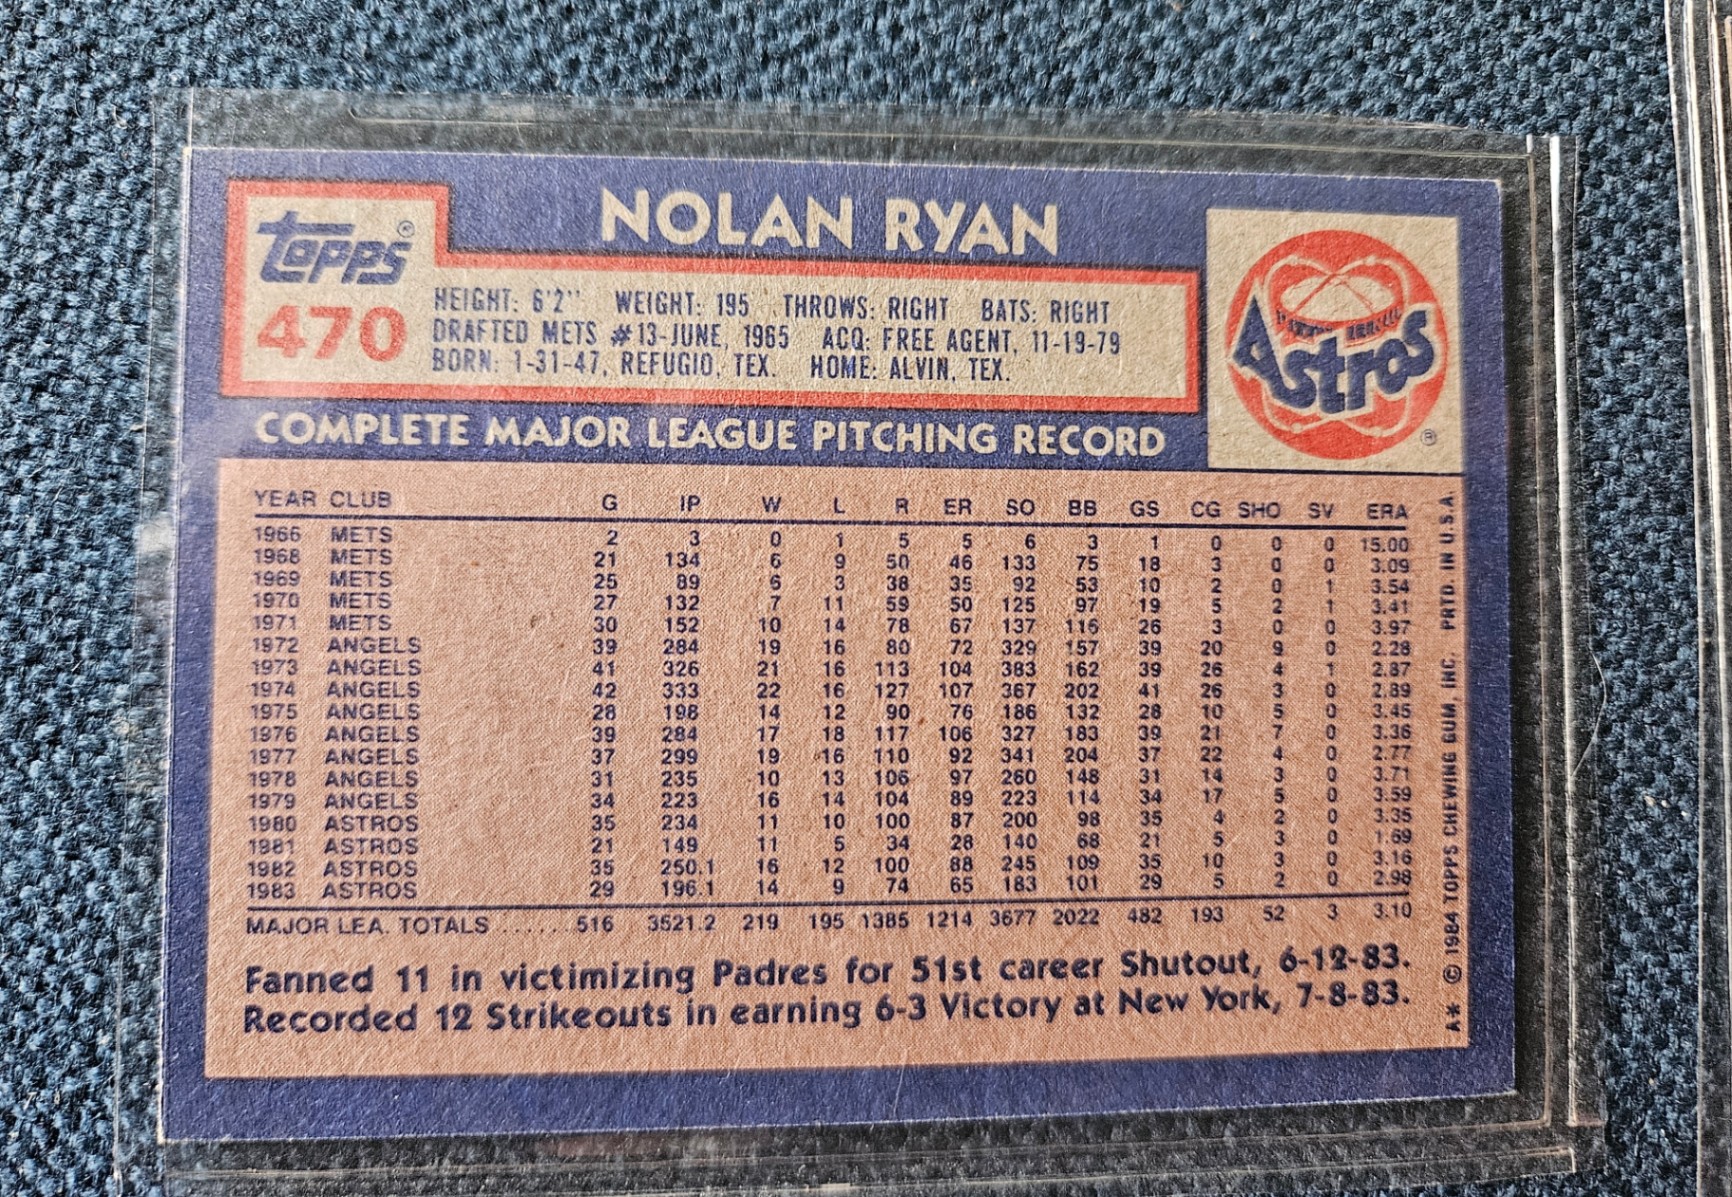 topps®
470
NOLAN RYAN
HEIGHT: 6'2" WEIGHT: 195 THROWS: RIGHT BATS: RIGHT
DRAFTED METS #13-JUNE, 1965 ACQ: FREE AGENT, 11-19-79
BORN: 1-31-47, REFUGIO, TEX. HOME: ALVIN, TEX.
Astros
®
COMPLETE MAJOR LEAGUE PITCHING RECORD
YEAR CLUB G IP W L R ER SO BB GS CG SHO SV ERA
1966 METS 2 3 0 1 5 5 6 3 1 0 0 0 15.00
1968 METS 21 134 6 9 50 46 133 75 18 3 0 0 3.09
1969 METS 25 89 6 3 38 35 92 53 10 2 0 1 3.54
1970 METS 27 132 7 11 59 50 125 97 19 5 2 1 3.41
1971 METS 30 152 10 14 78 67 137 116 26 3 0 0 3.97
1972 ANGELS 39 284 19 16 80 72 329 157 39 20 9 0 2.28
1973 ANGELS 41 326 21 16 113 104 383 162 39 26 4 1 2.87
1974 ANGELS 42 333 22 16 127 107 367 202 41 26 3 0 2.89
1975 ANGELS 28 198 14 12 90 76 186 132 28 10 5 0 3.45
1976 ANGELS 39 284 17 18 117 106 327 183 39 21 7 0 3.36
1977 ANGELS 37 299 19 16 110 92 341 204 37 22 4 0 2.77
1978 ANGELS 31 235 10 13 106 97 260 148 31 14 3 0 3.71
1979 ANGELS 34 223 16 14 104 89 223 114 34 17 5 0 3.59
1980 ASTROS 35 234 11 10 100 87 200 98 35 4 2 0 3.35
1981 ASTROS 21 149 11 5 34 28 140 68 21 5 3 0 1.69
1982 ASTROS 35 250.1 16 12 100 88 245 109 35 10 3 0 3.16
1983 ASTROS 29 196.1 14 9 74 65 183 101 29 5 2 0 2.98
MAJOR LEA. TOTALS ...... 516 3521.2 219 195 1385 1214 3677 2022 482 193 52 3 3.10
Fanned 11 in victimizing Padres for 51st career Shutout, 6-12-83.
Recorded 12 Strikeouts in earning 6-3 Victory at New York, 7-8-83.
A* © 1984 TOPPS CHEWING GUM, INC. PRTD. IN U.S.A.